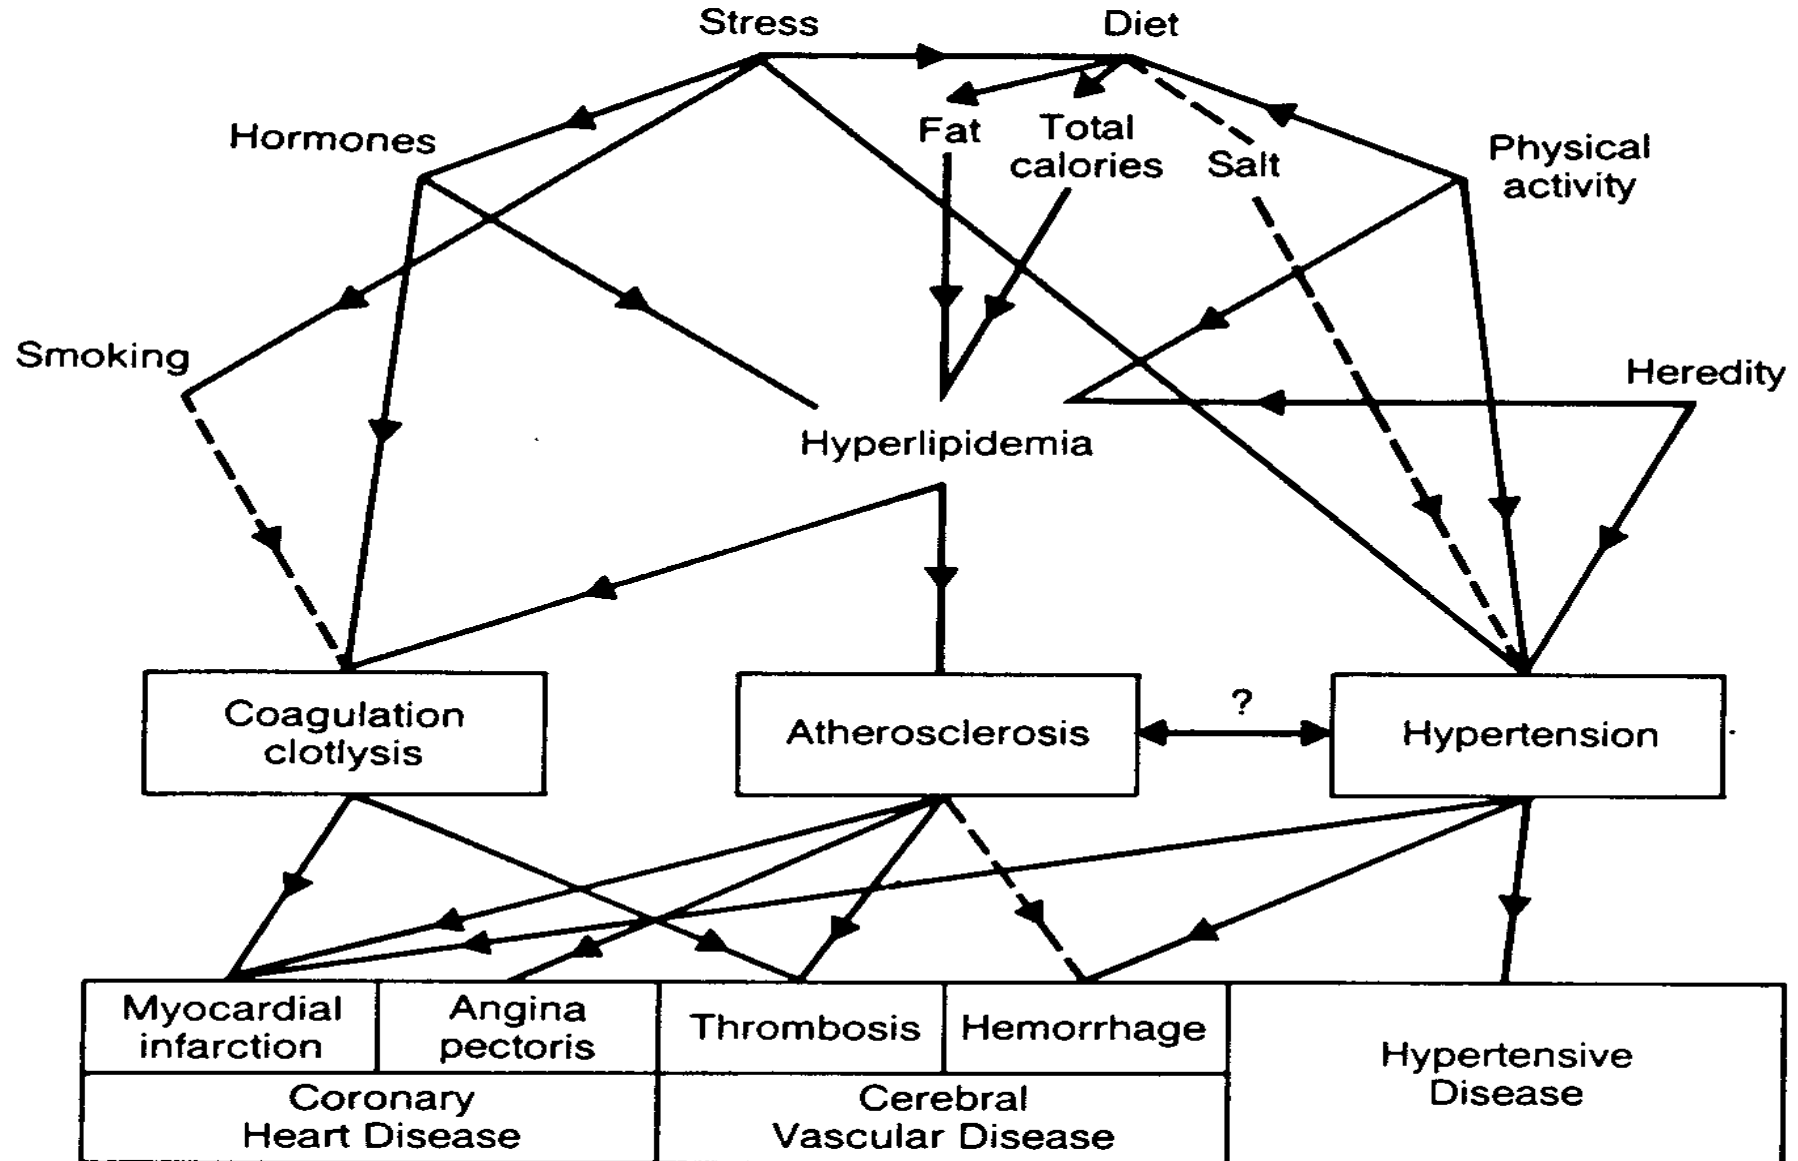 Stress
Diet
Hormones
Fat
Total
calories
Salt
Physical
activity
Smoking
Heredity
Hyperlipidemia
Coagulation
clotlysis
Atherosclerosis
?
Hypertension
Myocardial
infarction
Angina
pectoris
Thrombosis
Hemorrhage
Hypertensive
Disease
Coronary
Heart Disease
Cerebral
Vascular Disease